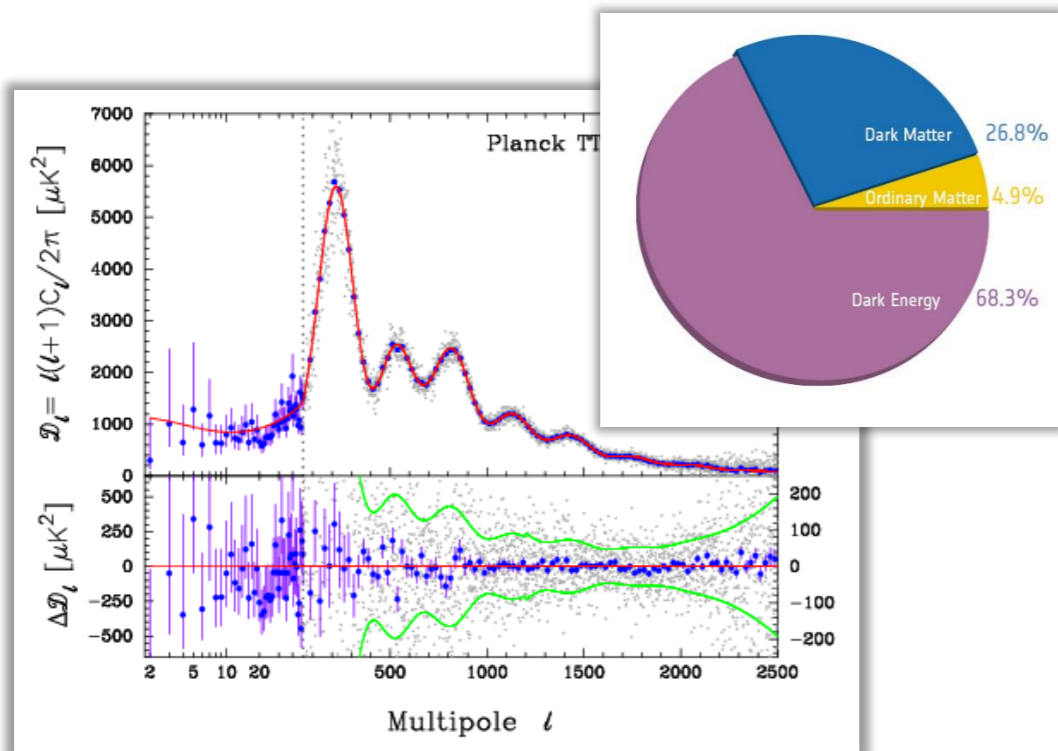 7000
6000
5000
4000
3000
2000
1000
0
𝒟ℓ= ℓ(ℓ+1)Cℓ/2π [μK²]
Planck TT
500
250
0
−250
−500
Δ𝒟ℓ [μK²]
200
100
0
−100
−200
2 5 10 20 500 1000 1500 2000 2500
Multipole ℓ
Dark Matter 26.8%
Ordinary Matter 4.9%
Dark Energy 68.3%